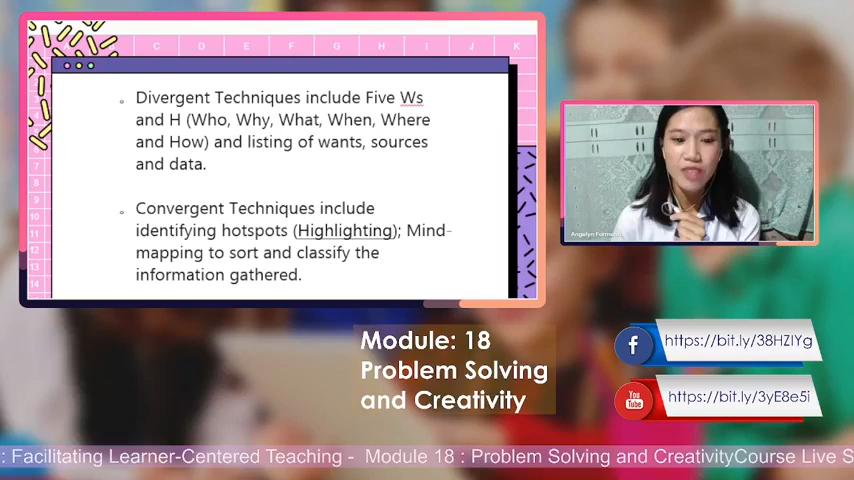 C D E F G H I J K
Divergent Techniques include Five Ws
and H (Who, Why, What, When, Where
and How) and listing of wants, sources
and data.
Convergent Techniques include
identifying hotspots (Highlighting); Mind-
mapping to sort and classify the
information gathered.
7
8
9
10
11
12
13
14
Angelyn
Module: 18
Problem Solving
and Creativity
https://bit.ly/38HZIYg
You
Tube
https://bit.ly/3yE8e5i
: Facilitating Learner-Centered Teaching - Module 18 : Problem Solving and CreativityCourse Live S